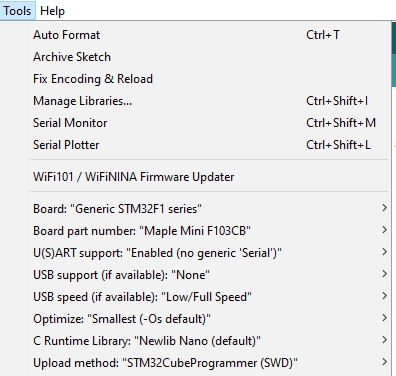 Tools Help
Auto Format Ctrl+T
Archive Sketch
Fix Encoding & Reload
Manage Libraries... Ctrl+Shift+I
Serial Monitor Ctrl+Shift+M
Serial Plotter Ctrl+Shift+L
WiFi101 / WiFiNINA Firmware Updater
Board: "Generic STM32F1 series"
Board part number: "Maple Mini F103CB"
U(S)ART support: "Enabled (no generic 'Serial')"
USB support (if available): "None"
USB speed (if available): "Low/Full Speed"
Optimize: "Smallest (-Os default)"
C Runtime Library: "Newlib Nano (default)"
Upload method: "STM32CubeProgrammer (SWD)"